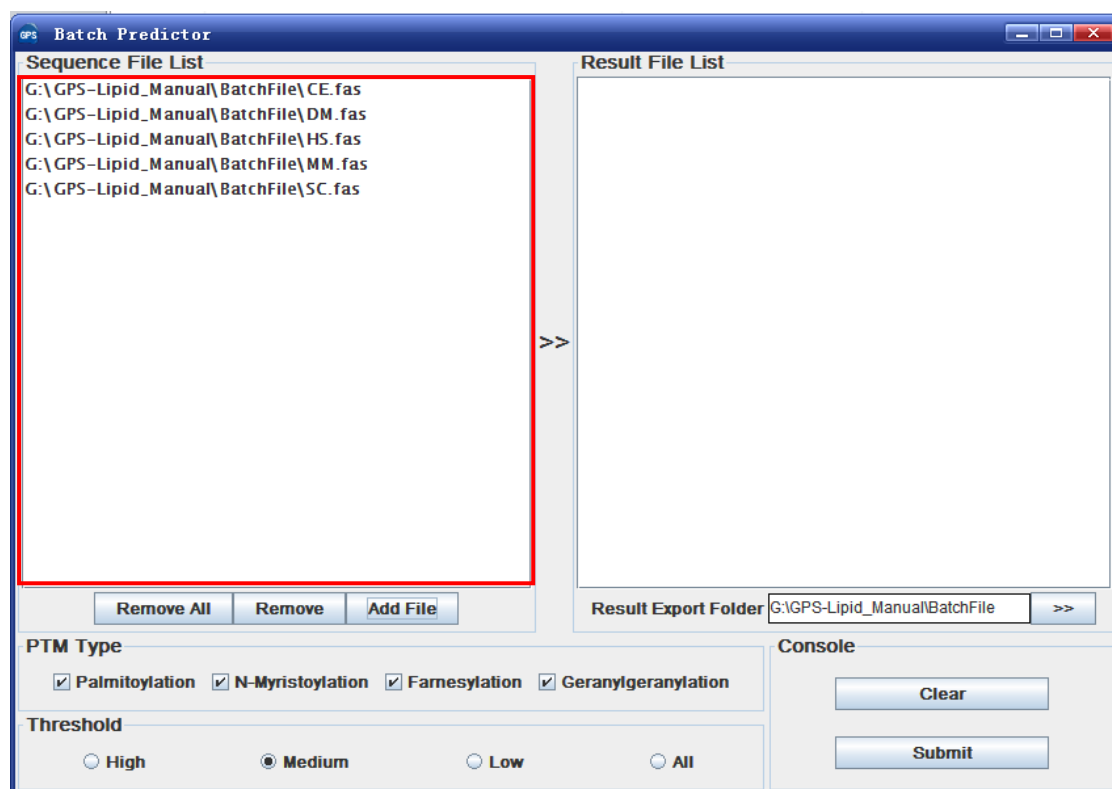 GPS Batch Predictor
Sequence File List
G:\GPS-Lipid_Manual\BatchFile\CE.fas
G:\GPS-Lipid_Manual\BatchFile\DM.fas
G:\GPS-Lipid_Manual\BatchFile\HS.fas
G:\GPS-Lipid_Manual\BatchFile\MM.fas
G:\GPS-Lipid_Manual\BatchFile\SC.fas
Remove All Remove Add File
>>
Result File List
Result Export Folder G:\GPS-Lipid_Manual\BatchFile >>
PTM Type
Palmitoylation N-Myristoylation Farnesylation Geranylgeranylation
Threshold
High Medium Low All
Console
Clear
Submit